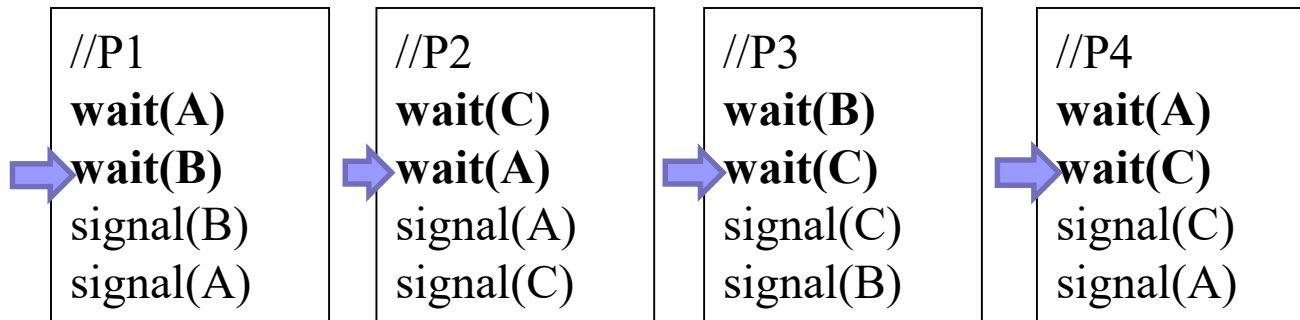 //P1
wait(A)
wait(B)
signal(B)
signal(A)
//P2
wait(C)
wait(A)
signal(A)
signal(C)
//P3
wait(B)
wait(C)
signal(C)
signal(B)
//P4
wait(A)
wait(C)
signal(C)
signal(A)